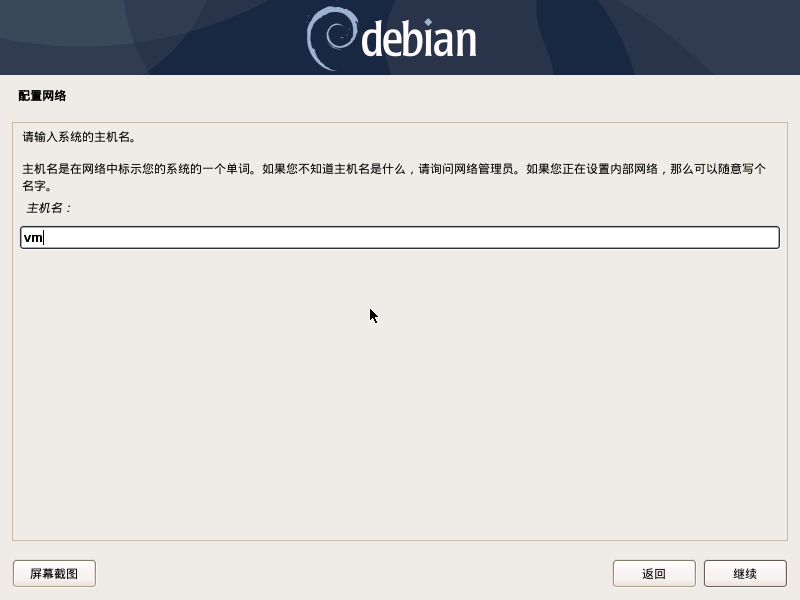 debian
配置网络
请输入系统的主机名。
主机名是在网络中标示您的系统的一个单词。如果您不知道主机名是什么，请询问网络管理员。如果您正在设置内部网络，那么可以随意写个
名字。
主机名：
vm
屏幕截图
返回
继续